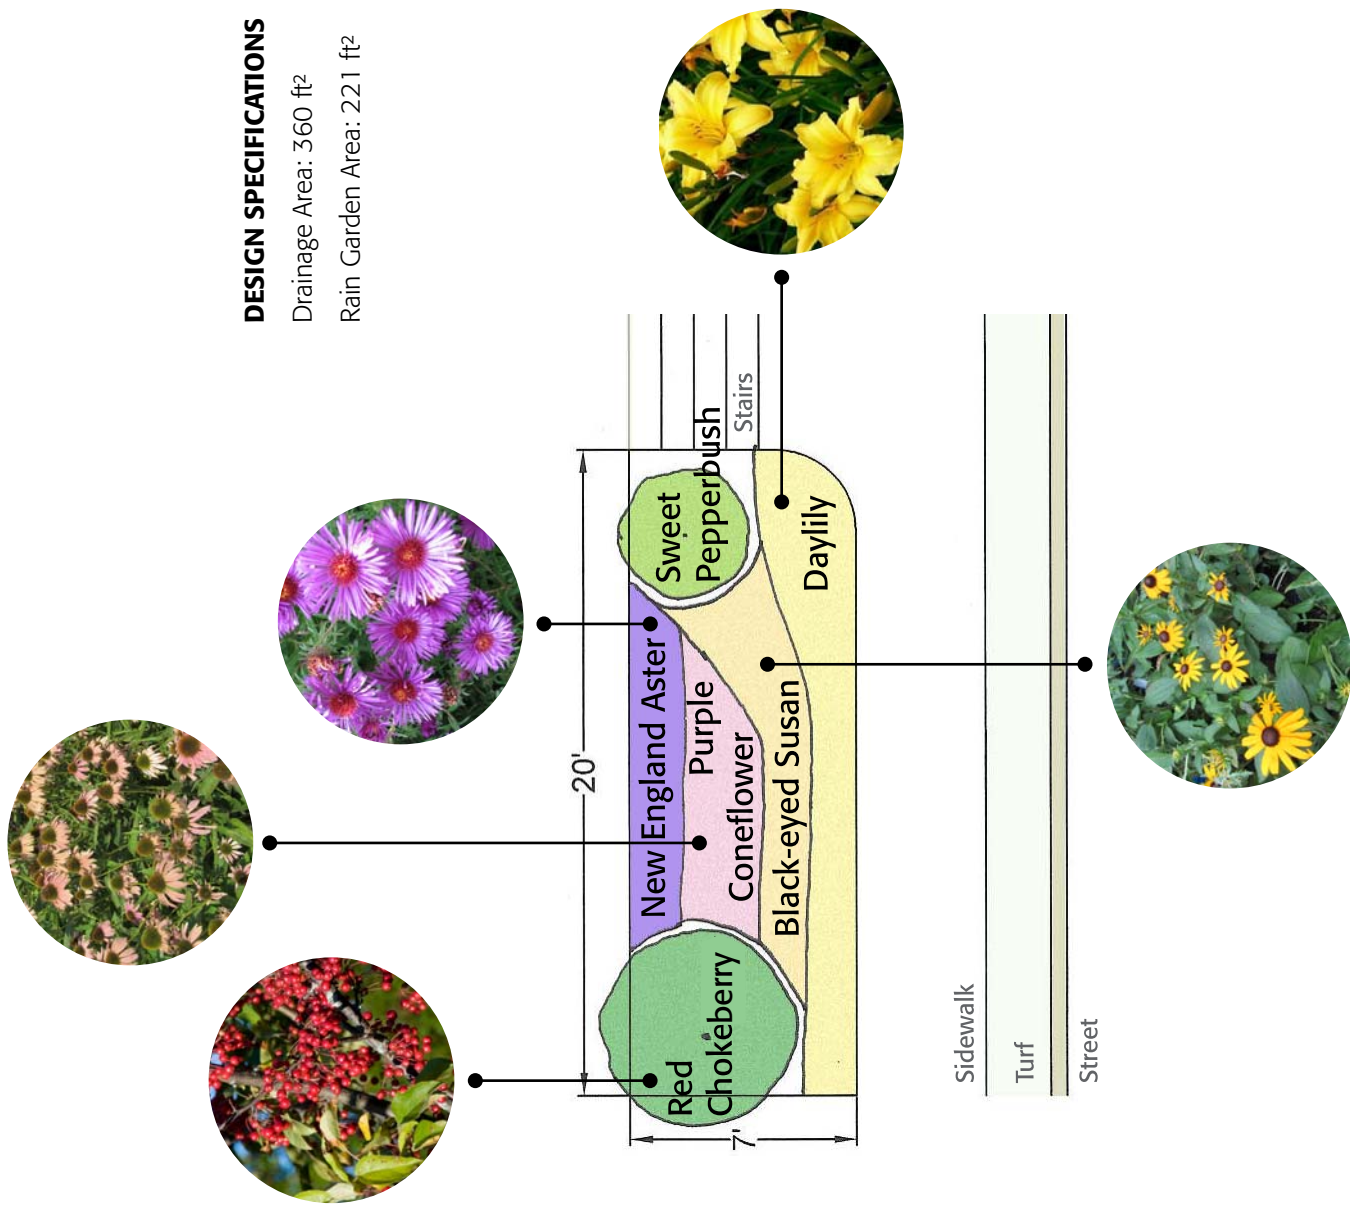 DESIGN SPECIFICATIONS
Drainage Area: 360 ft²
Rain Garden Area: 221 ft²
20'
7'
New England Aster
Sweet
Pepperbush
Purple
Coneflower
Red
Chokeberry
Black-eyed Susan
Daylily
Stairs
Sidewalk
Turf
Street